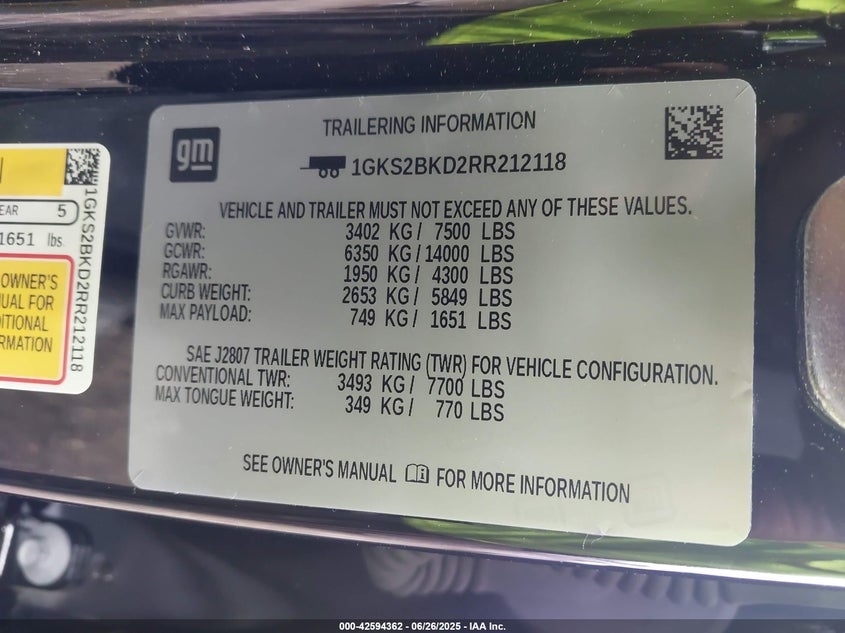 EAR 5
1651 lbs.
OWNER'S
UAL FOR
DITIONAL
ORMATION
1GKS2BKD2RR212118
gm
TRAILERING INFORMATION
1GKS2BKD2RR212118
VEHICLE AND TRAILER MUST NOT EXCEED ANY OF THESE VALUES.
GVWR: 3402 KG / 7500 LBS
GCWR: 6350 KG / 14000 LBS
RGAWR: 1950 KG / 4300 LBS
CURB WEIGHT: 2653 KG / 5849 LBS
MAX PAYLOAD: 749 KG / 1651 LBS
SAE J2807 TRAILER WEIGHT RATING (TWR) FOR VEHICLE CONFIGURATION.
CONVENTIONAL TWR: 3493 KG / 7700 LBS
MAX TONGUE WEIGHT: 349 KG / 770 LBS
SEE OWNER'S MANUAL FOR MORE INFORMATION
000-42594362 - 06/26/2025 - IAA Inc.